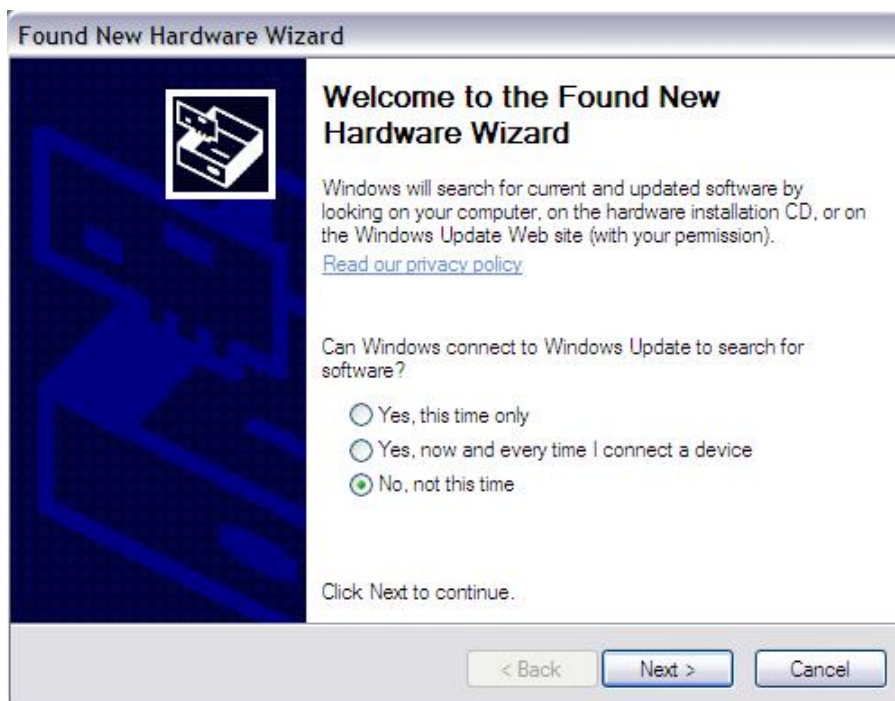 Found New Hardware Wizard
Welcome to the Found New
Hardware Wizard
Windows will search for current and updated software by
looking on your computer, on the hardware installation CD, or on
the Windows Update Web site (with your permission).
Read our privacy policy
Can Windows connect to Windows Update to search for
software?
Yes, this time only
Yes, now and every time I connect a device
No, not this time
Click Next to continue.
< Back
Next >
Cancel